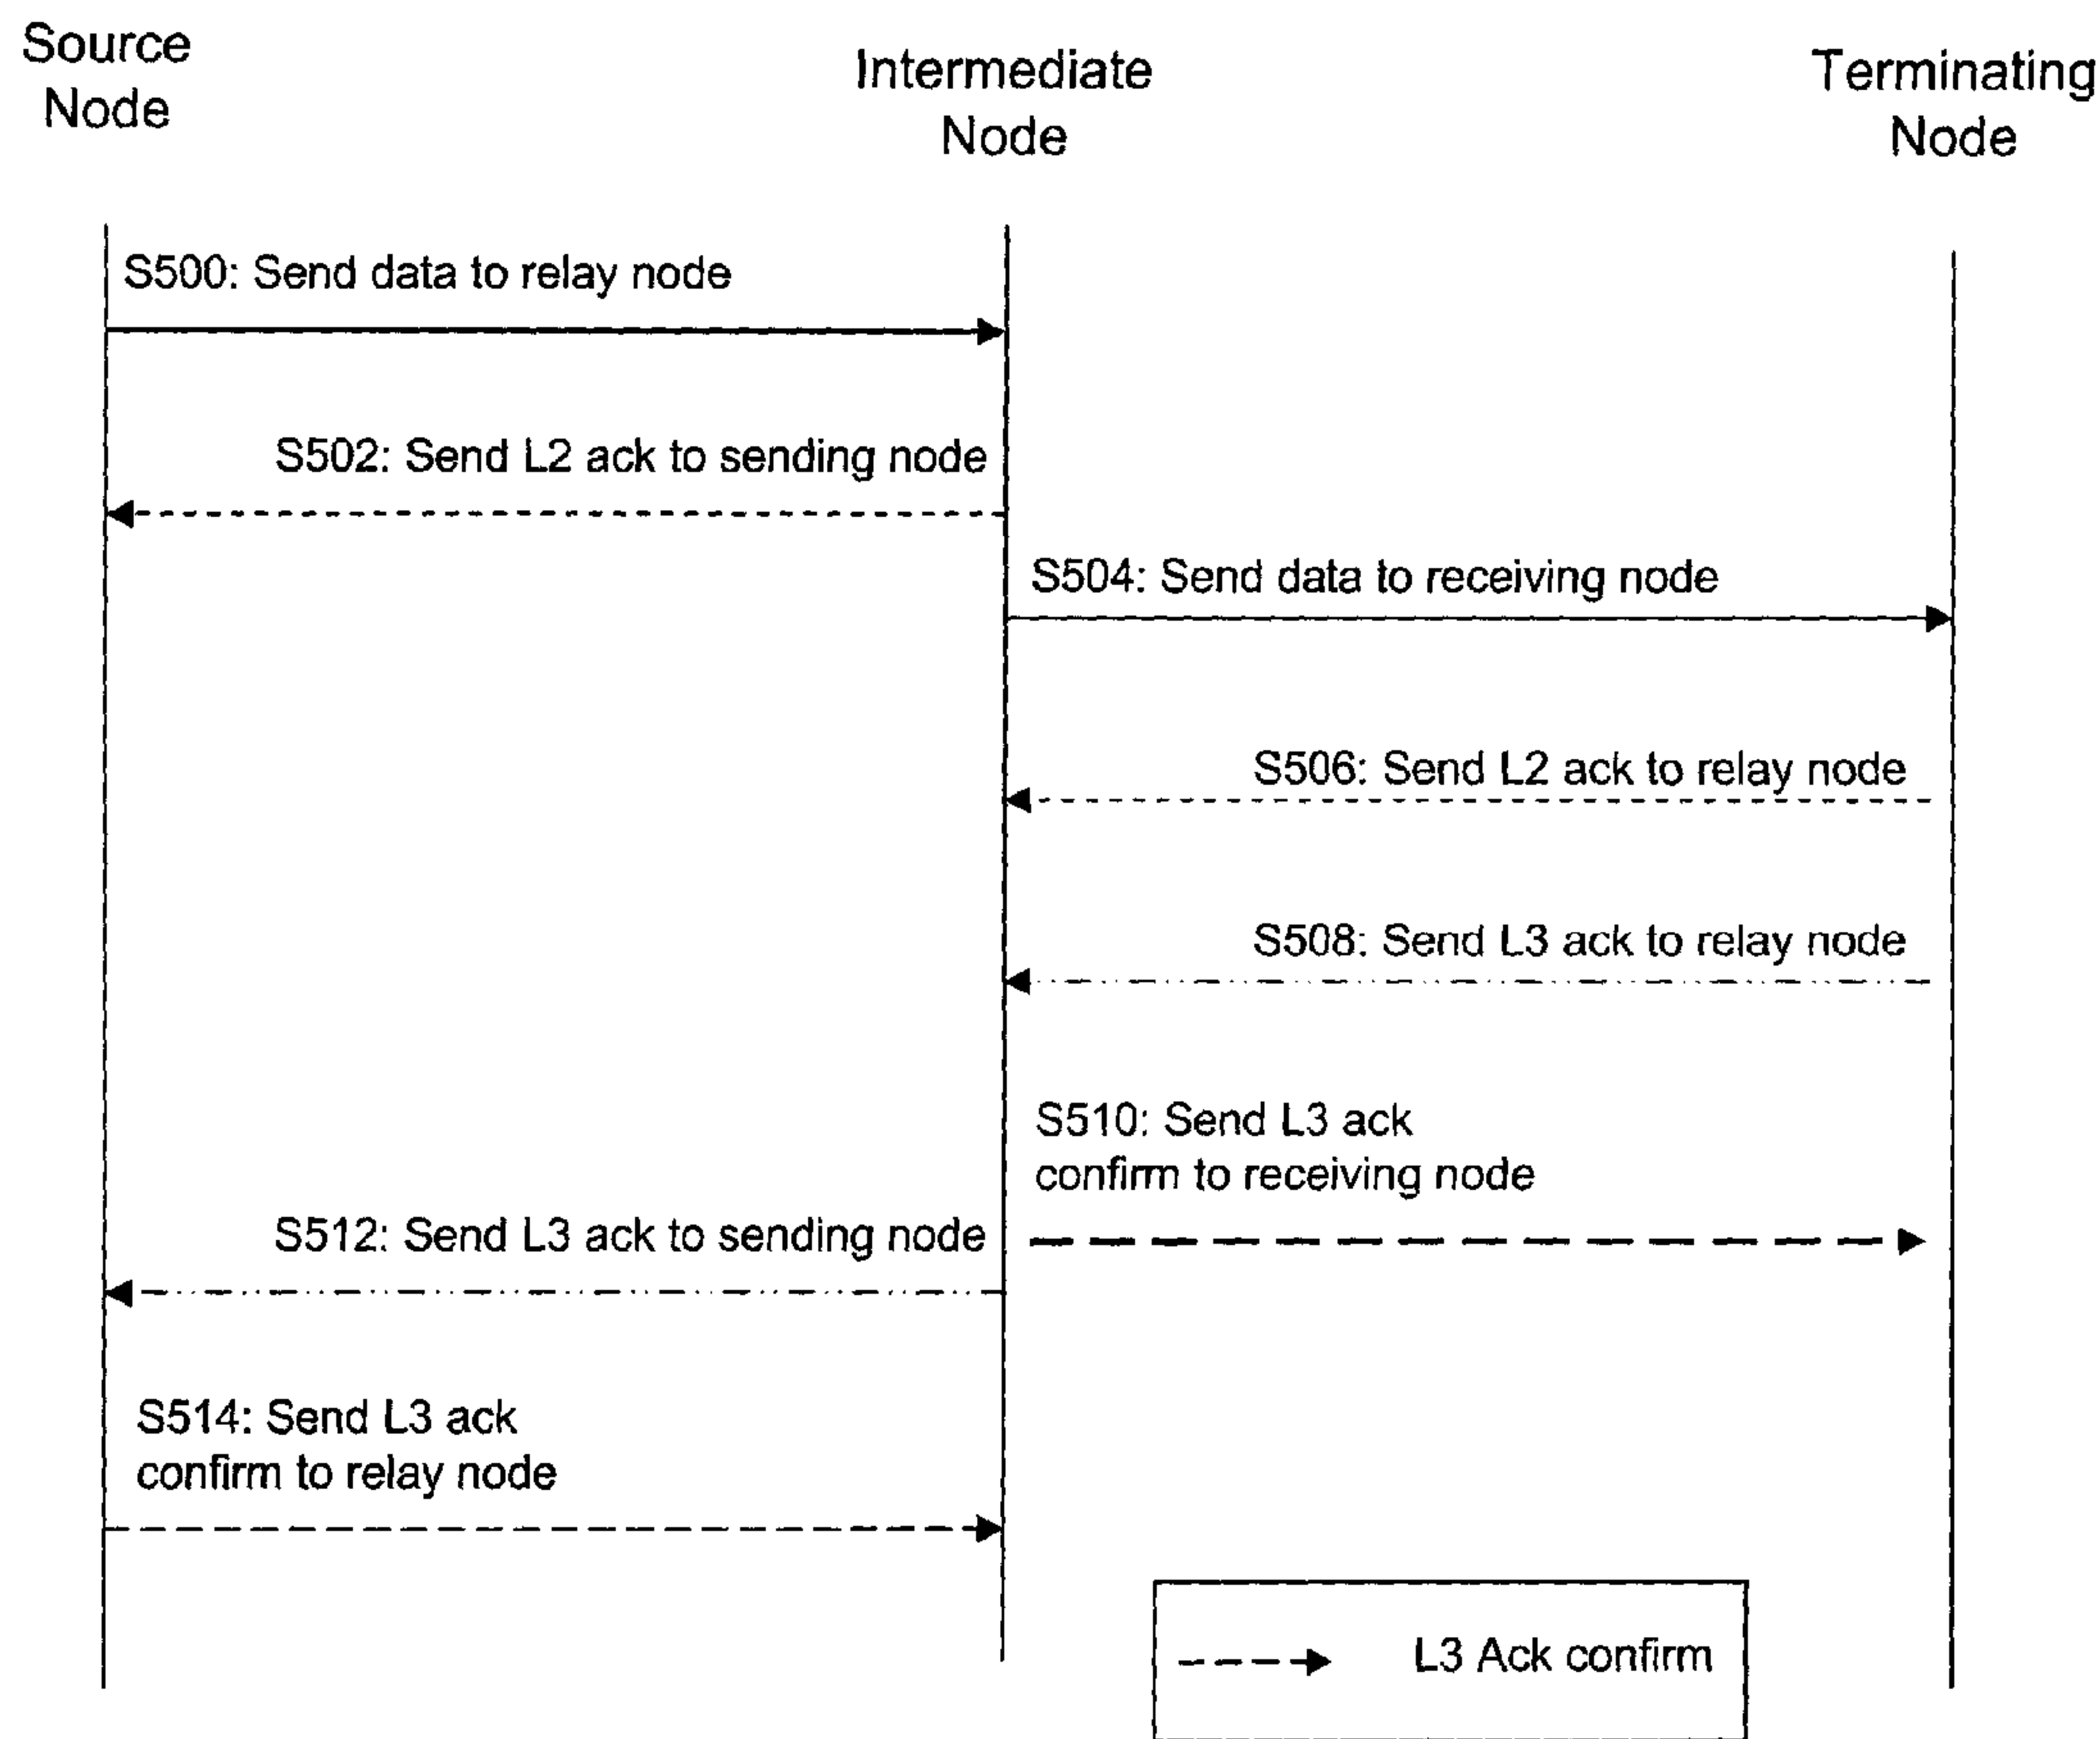 Source
Node
Intermediate
Node
Terminating
Node
S500: Send data to relay node
S502: Send L2 ack to sending node
S504: Send data to receiving node
S506: Send L2 ack to relay node
S508: Send L3 ack to relay node
S510: Send L3 ack
confirm to receiving node
S512: Send L3 ack to sending node
S514: Send L3 ack
confirm to relay node
L3 Ack confirm